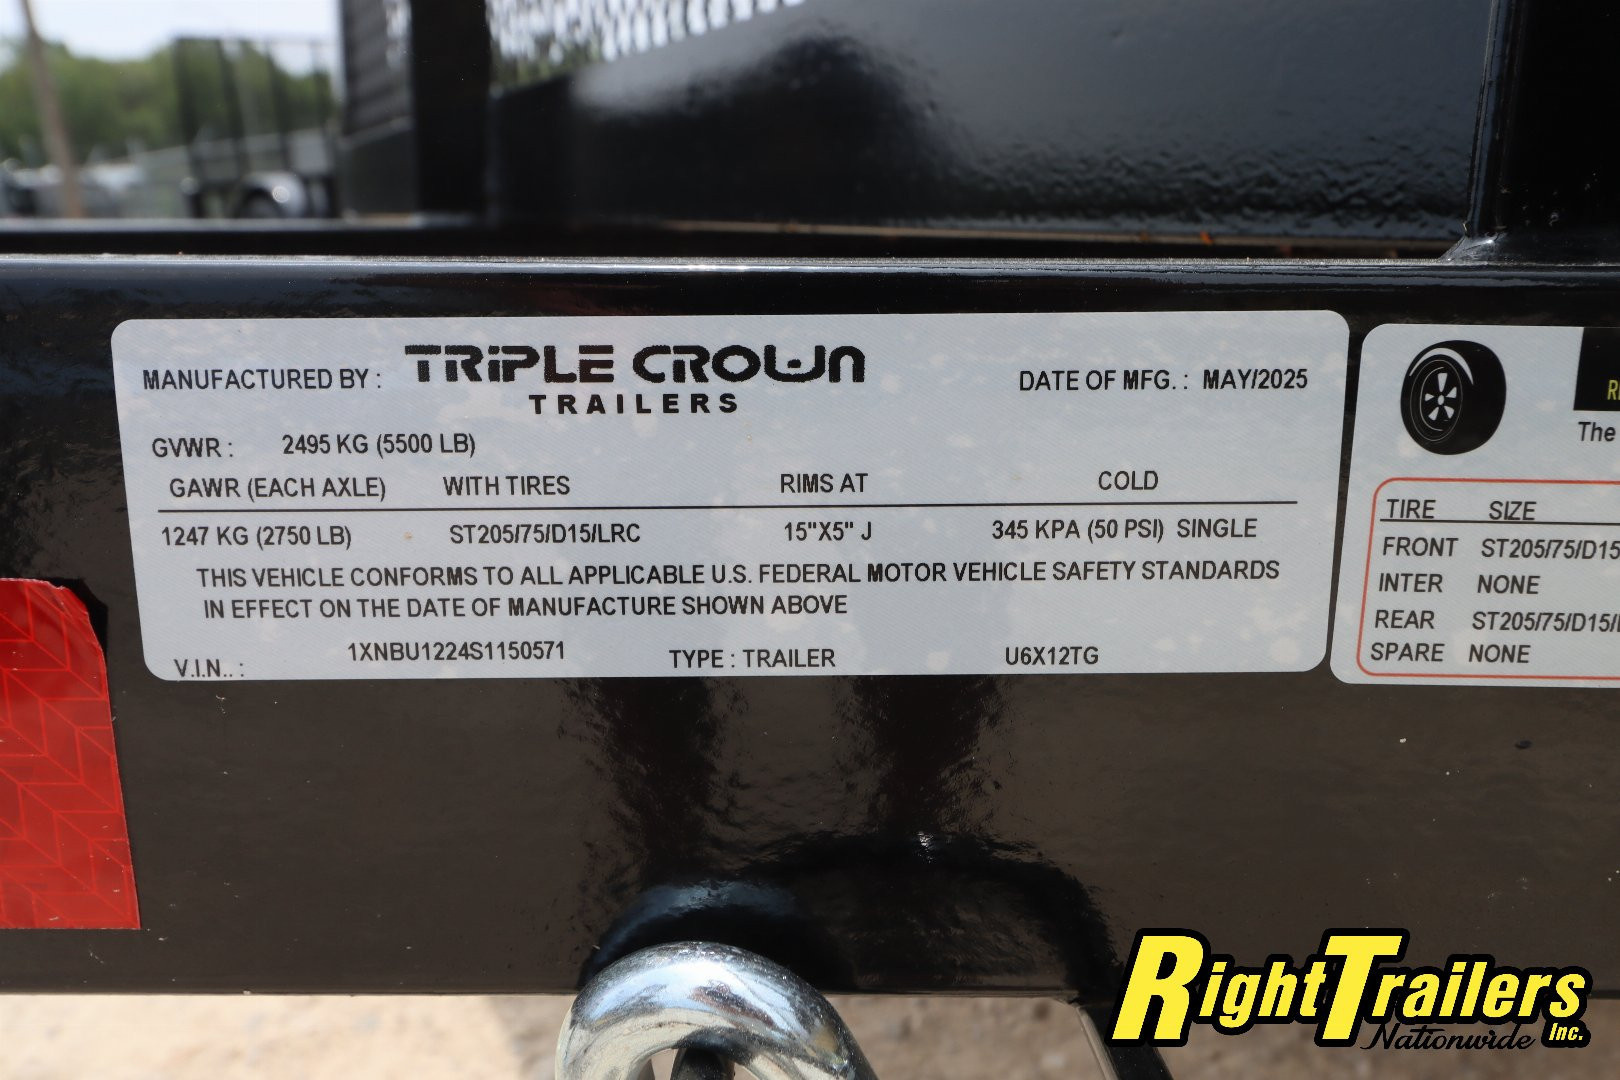 MANUFACTURED BY : TRIPLE CROWN TRAILERS DATE OF MFG. : MAY/2025
GVWR : 2495 KG (5500 LB)
GAWR (EACH AXLE) WITH TIRES RIMS AT COLD
1247 KG (2750 LB) ST205/75/D15/LRC 15"X5" J 345 KPA (50 PSI) SINGLE
THIS VEHICLE CONFORMS TO ALL APPLICABLE U.S. FEDERAL MOTOR VEHICLE SAFETY STANDARDS
IN EFFECT ON THE DATE OF MANUFACTURE SHOWN ABOVE
V.I.N.. : 1XNBU1224S1150571 TYPE : TRAILER U6X12TG
The
TIRE SIZE
FRONT ST205/75/D15
INTER NONE
REAR ST205/75/D15/
SPARE NONE
RightTrailers Inc.
Nationwide